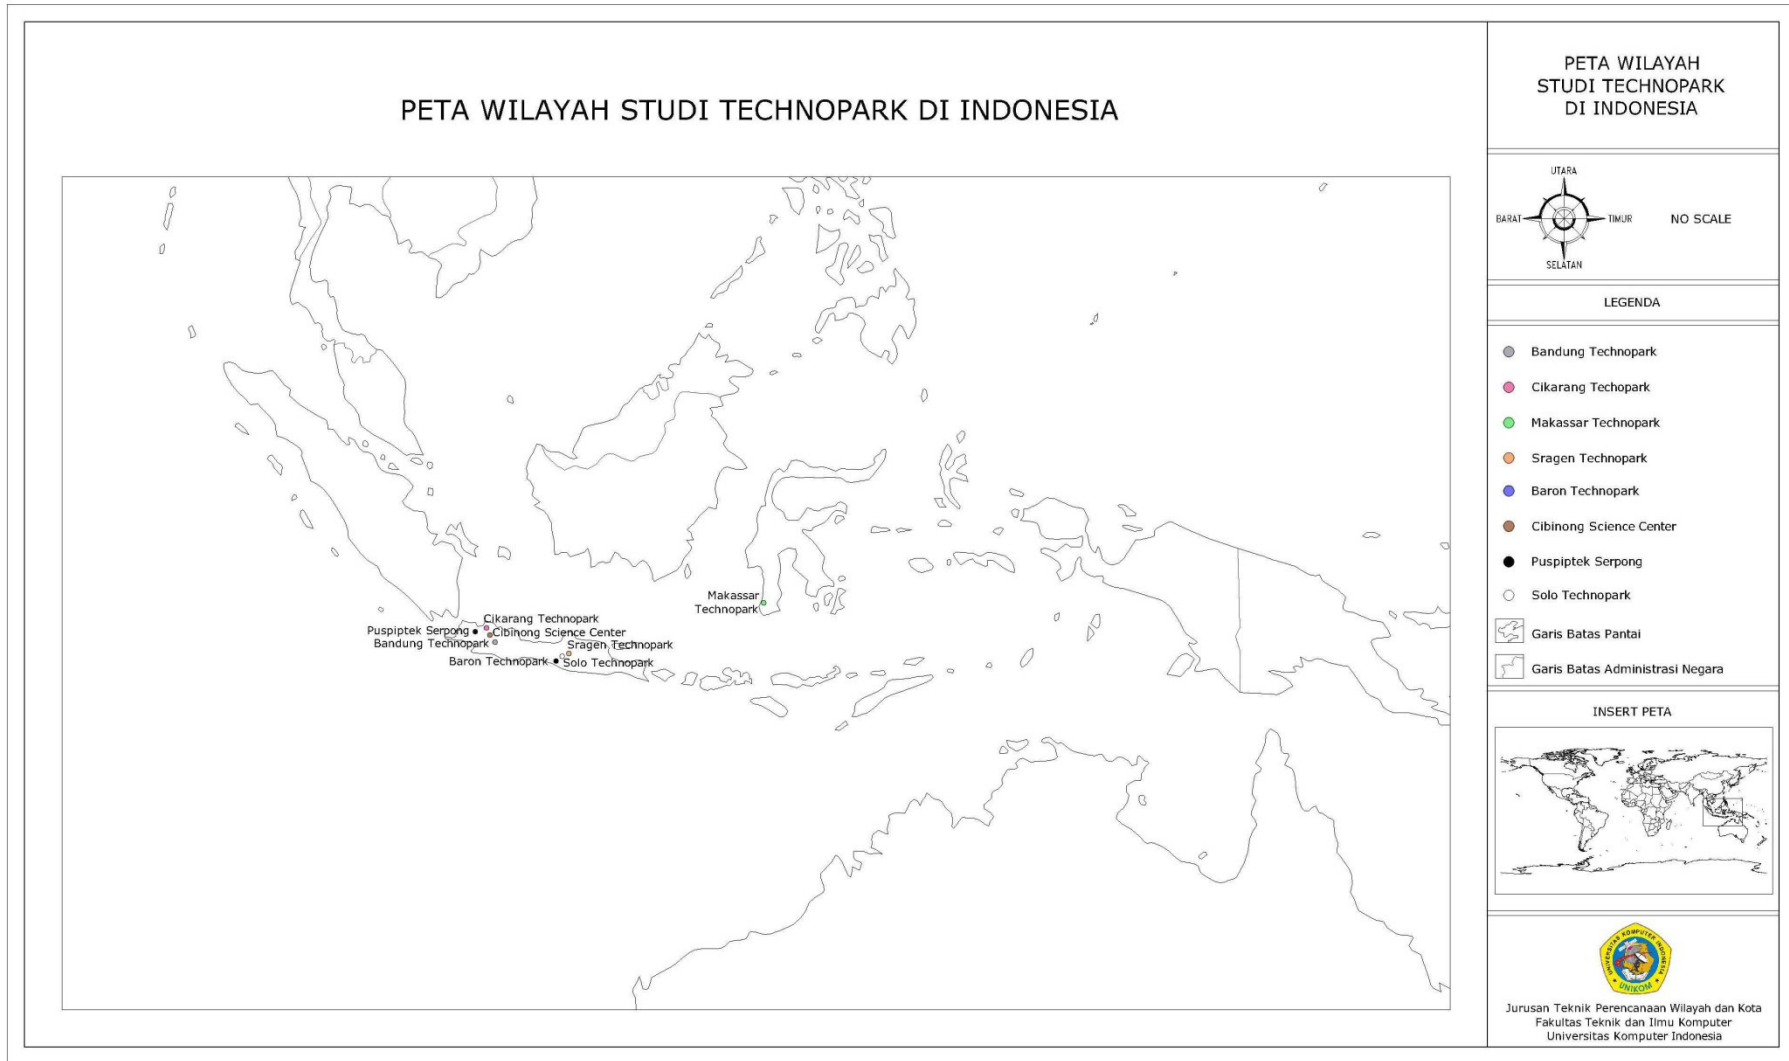 PETA WILAYAH STUDI TECHNOPARK DI INDONESIA
Makassar
Technopark
Cikarang Technopark
Puspiptek Serpong
Cibinong Science Center
Bandung Technopark
Sragen Technopark
Baron Technopark
Solo Technopark
PETA WILAYAH
STUDI TECHNOPARK
DI INDONESIA
UTARA
BARAT
TIMUR
SELATAN
NO SCALE
LEGENDA
Bandung Technopark
Cikarang Techopark
Makassar Technopark
Sragen Technopark
Baron Technopark
Cibinong Science Center
Puspiptek Serpong
Solo Technopark
Garis Batas Pantai
Garis Batas Administrasi Negara
INSERT PETA
UNIVERSITAS KOMPUTER INDONESIA
UNIKOM
Jurusan Teknik Perencanaan Wilayah dan Kota
Fakultas Teknik dan Ilmu Komputer
Universitas Komputer Indonesia